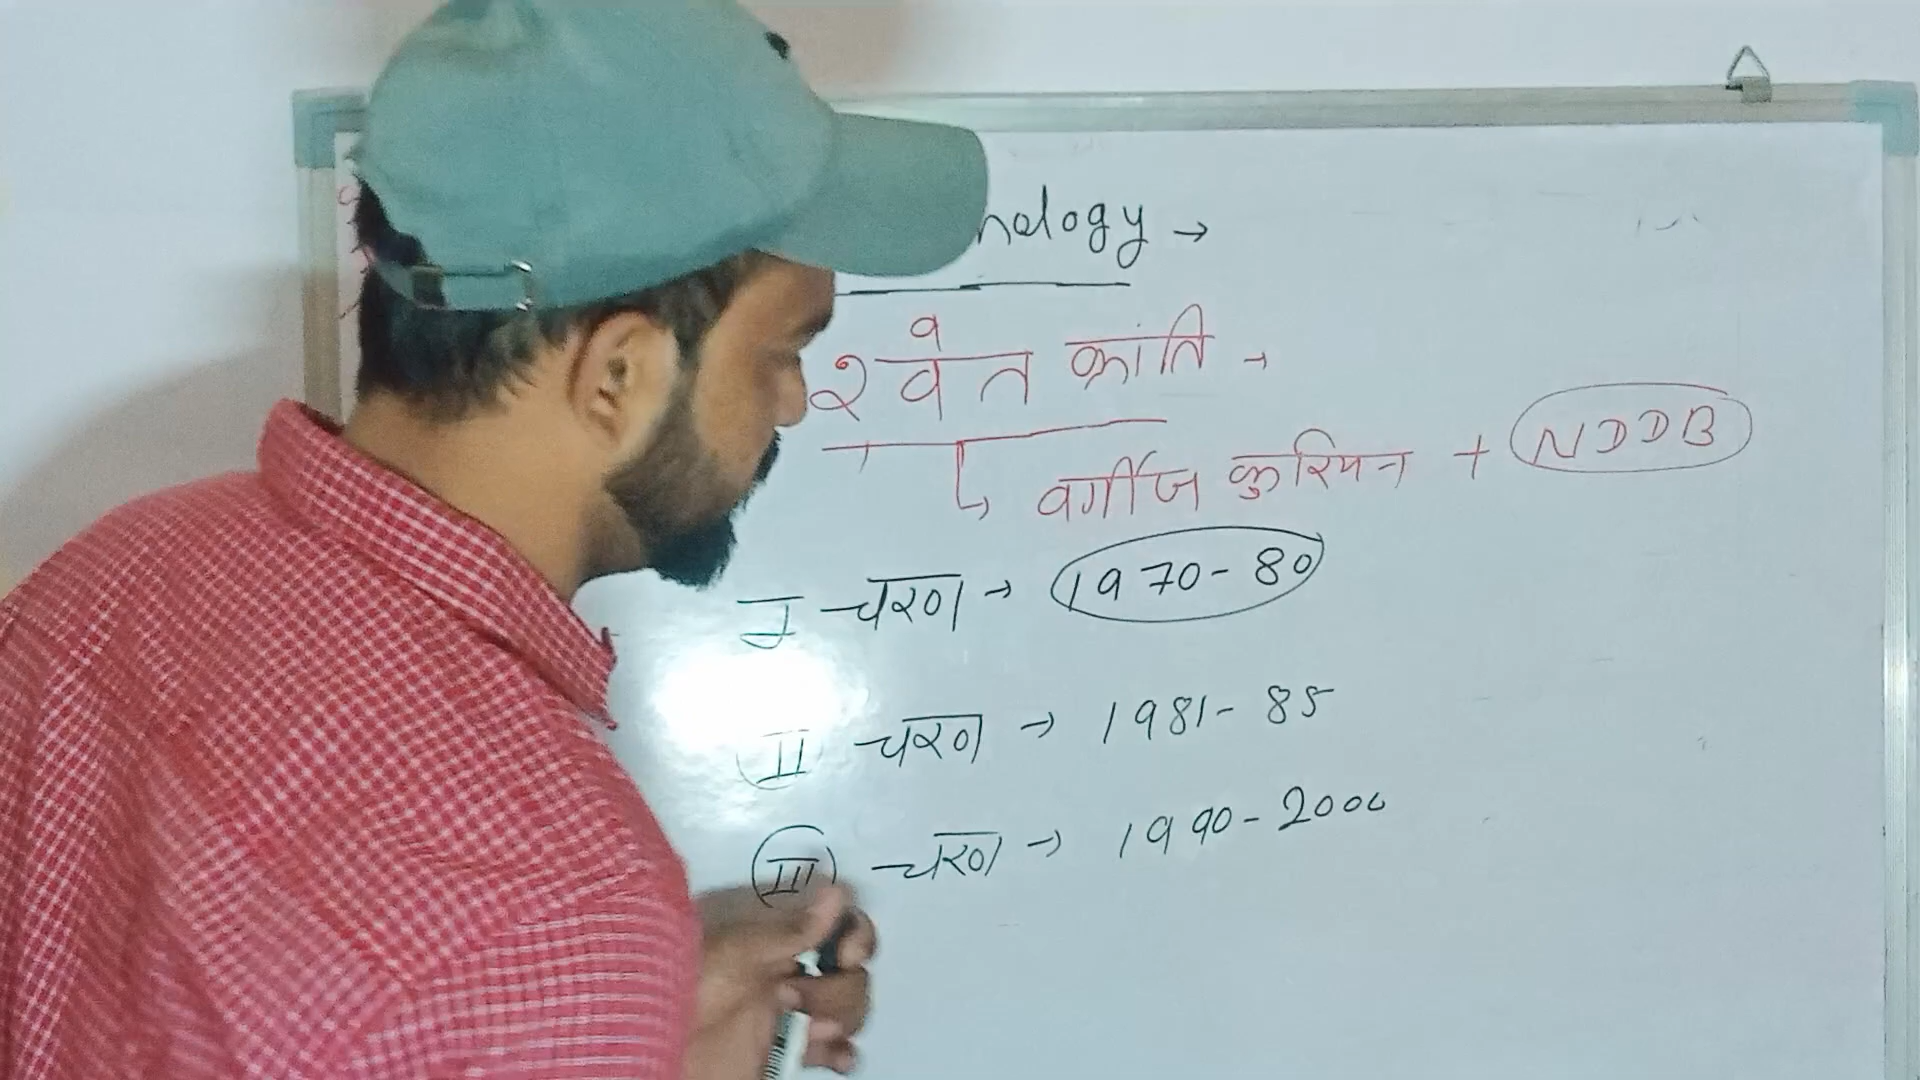 nology →
श्वेत क्रांति →
व
↳ वर्गीज कुरियन + NDDB
I चरण → 1970-80
II चरण → 1981-85
III चरण → 1990-2000